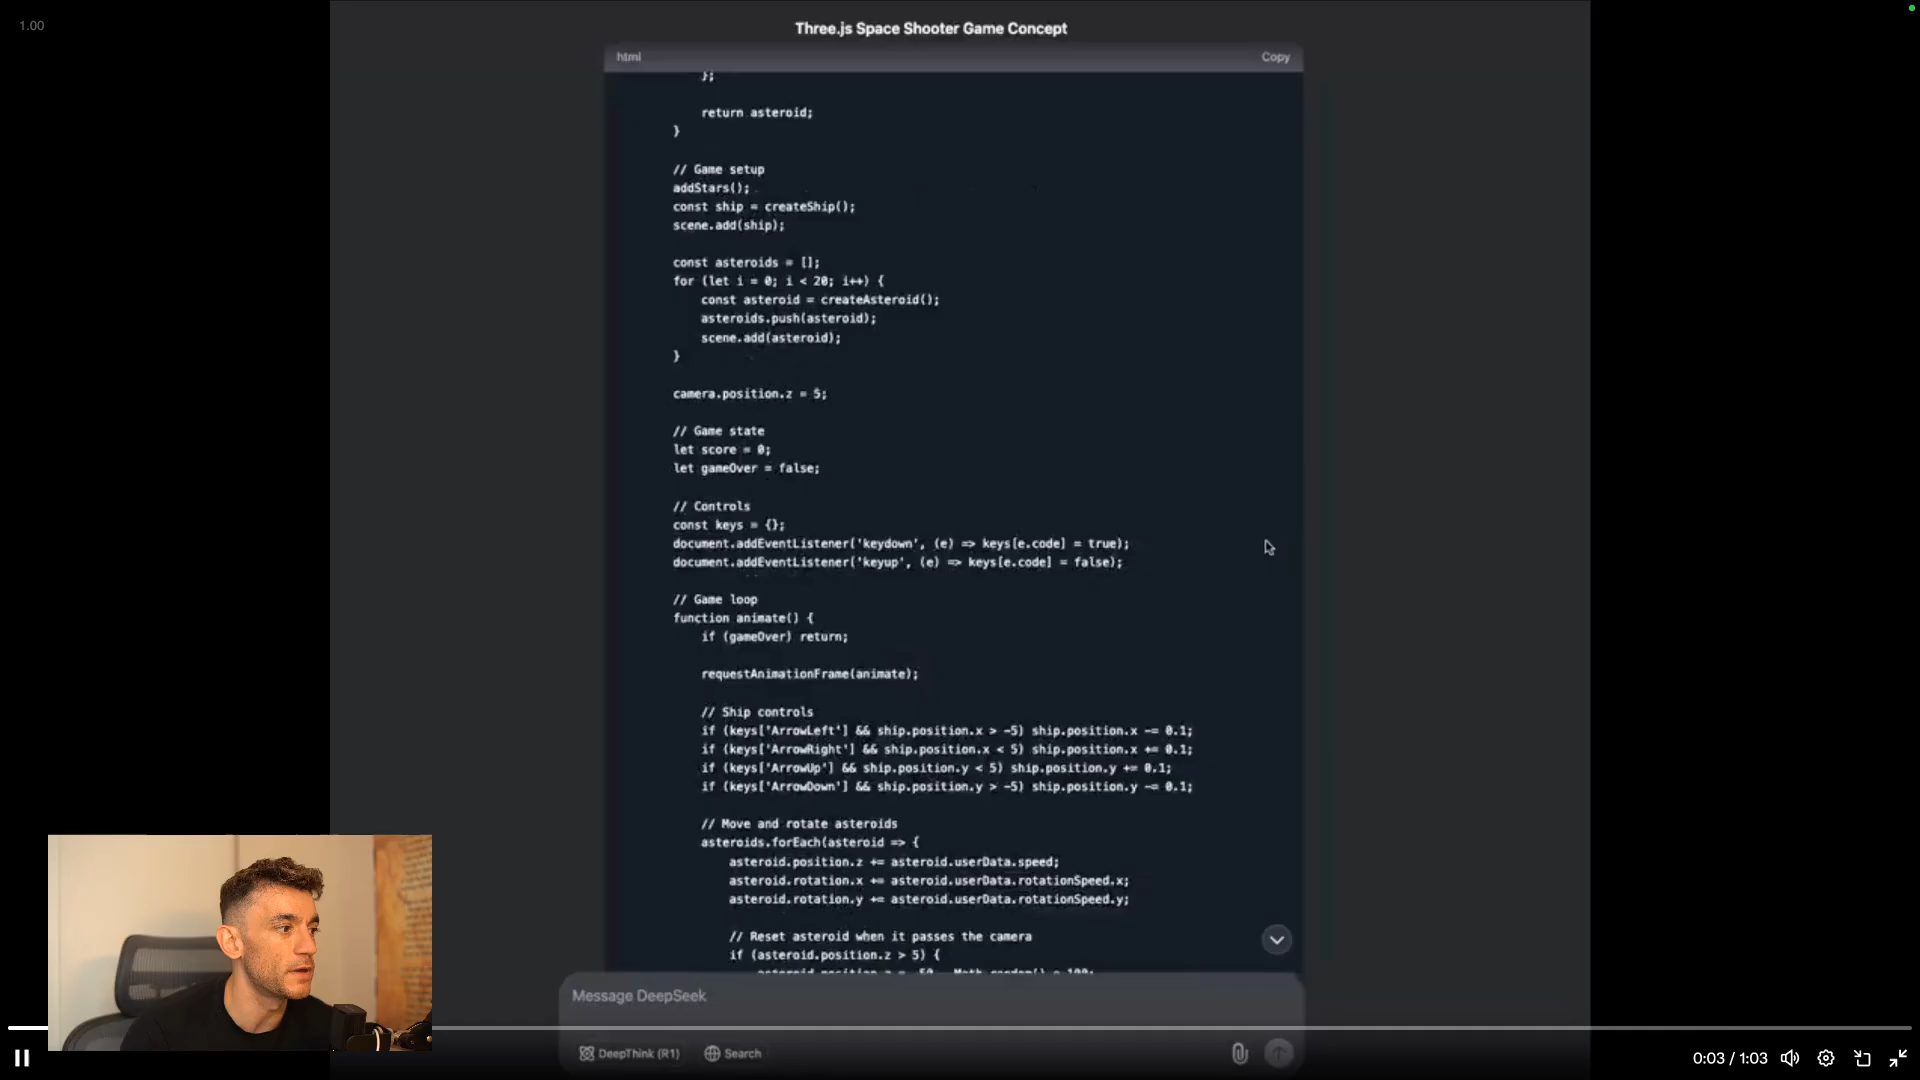 1.00
Three.js Space Shooter Game Concept
html
Copy
};
return asteroid;
}
// Game setup
addStars();
const ship = createShip();
scene.add(ship);
const asteroids = [];
for (let i = 0; i < 20; i++) {
const asteroid = createAsteroid();
asteroids.push(asteroid);
scene.add(asteroid);
}
camera.position.z = 5;
// Game state
let score = 0;
let gameOver = false;
// Controls
const keys = {};
document.addEventListener('keydown', (e) => keys[e.code] = true);
document.addEventListener('keyup', (e) => keys[e.code] = false);
// Game loop
function animate() {
if (gameOver) return;
requestAnimationFrame(animate);
// Ship controls
if (keys['ArrowLeft'] && ship.position.x > -5) ship.position.x -= 0.1;
if (keys['ArrowRight'] && ship.position.x < 5) ship.position.x += 0.1;
if (keys['ArrowUp'] && ship.position.y < 5) ship.position.y += 0.1;
if (keys['ArrowDown'] && ship.position.y > -5) ship.position.y -= 0.1;
// Move and rotate asteroids
asteroids.forEach(asteroid => {
asteroid.position.z += asteroid.userData.speed;
asteroid.rotation.x += asteroid.userData.rotationSpeed.x;
asteroid.rotation.y += asteroid.userData.rotationSpeed.y;
// Reset asteroid when it passes the camera
if (asteroid.position.z > 5) {
Message DeepSeek
DeepThink (R1)
Search
0:03 / 1:03